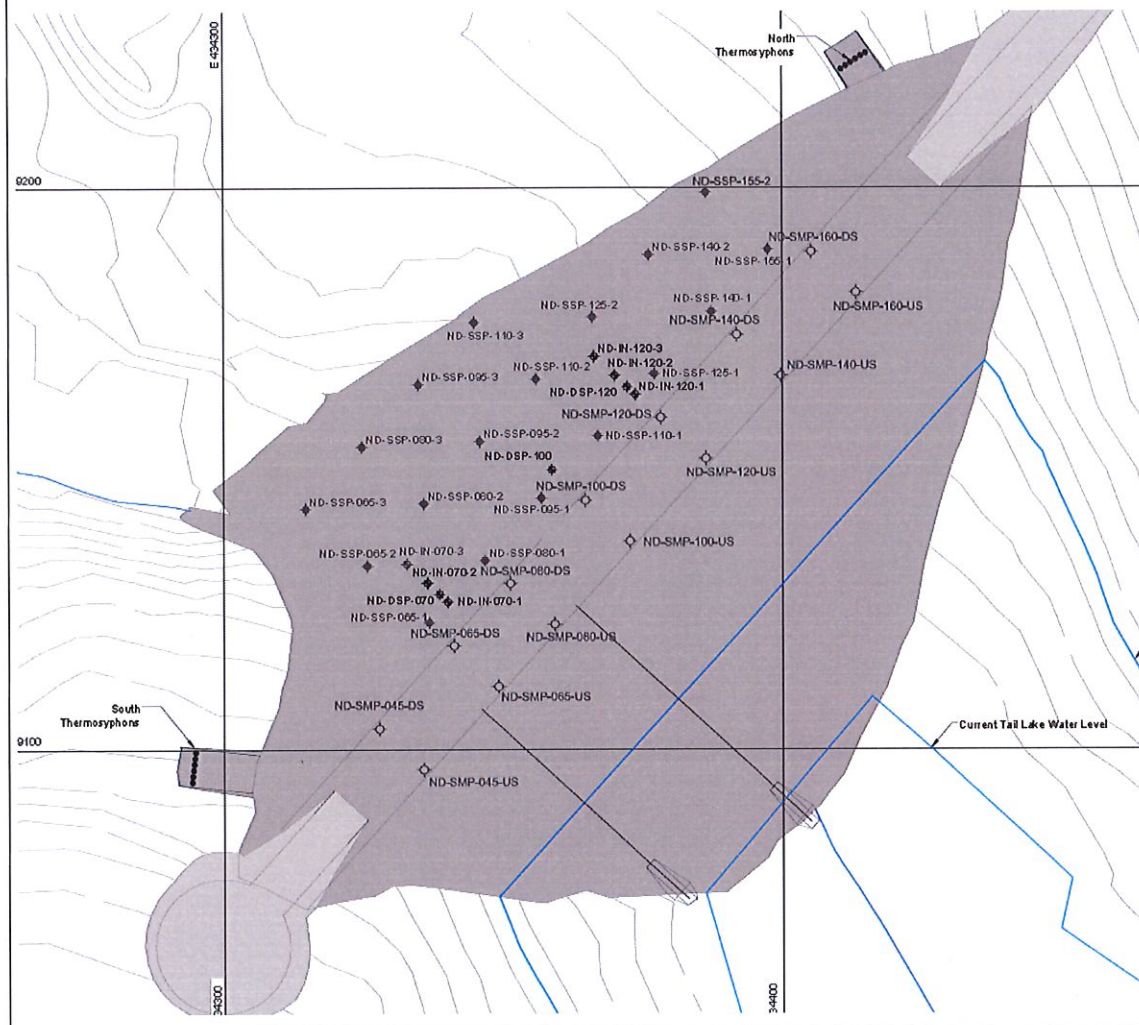 E 434300
North
Thermosyphons
9200
ND-SSP-155-2
ND-SSP-140-2
ND-SMP-160-DS
ND-SSP-155-1
ND-SMP-160-US
ND-SSP-125-2
ND-SSP-140-1
ND-SMP-140-DS
ND-SSP-110-3
ND-IN-120-3
ND-IN-120-2
ND-SSP-110-2
ND-SSP-125-1
ND-SMP-140-US
ND-SSP-095-3
ND-DSP-120
ND-IN-120-1
ND-SMP-120-DS
ND-SSP-095-2
ND-SSP-110-1
ND-SSP-080-3
ND-DSP-100
ND-SMP-120-US
ND-SMP-100-DS
ND-SSP-080-2
ND-SSP-065-3
ND-SSP-095-1
ND-SMP-100-US
ND-SSP-065-2
ND-IN-070-3
ND-SSP-080-1
ND-IN-070-2
ND-SMP-080-DS
ND-DSP-070
ND-IN-070-1
ND-SSP-065-1
ND-SMP-065-DS
ND-SMP-080-US
ND-SMP-065-US
South
Thermosyphons
ND-SMP-045-DS
Current Tail Lake Water Level
9100
ND-SMP-045-US
34300
34400